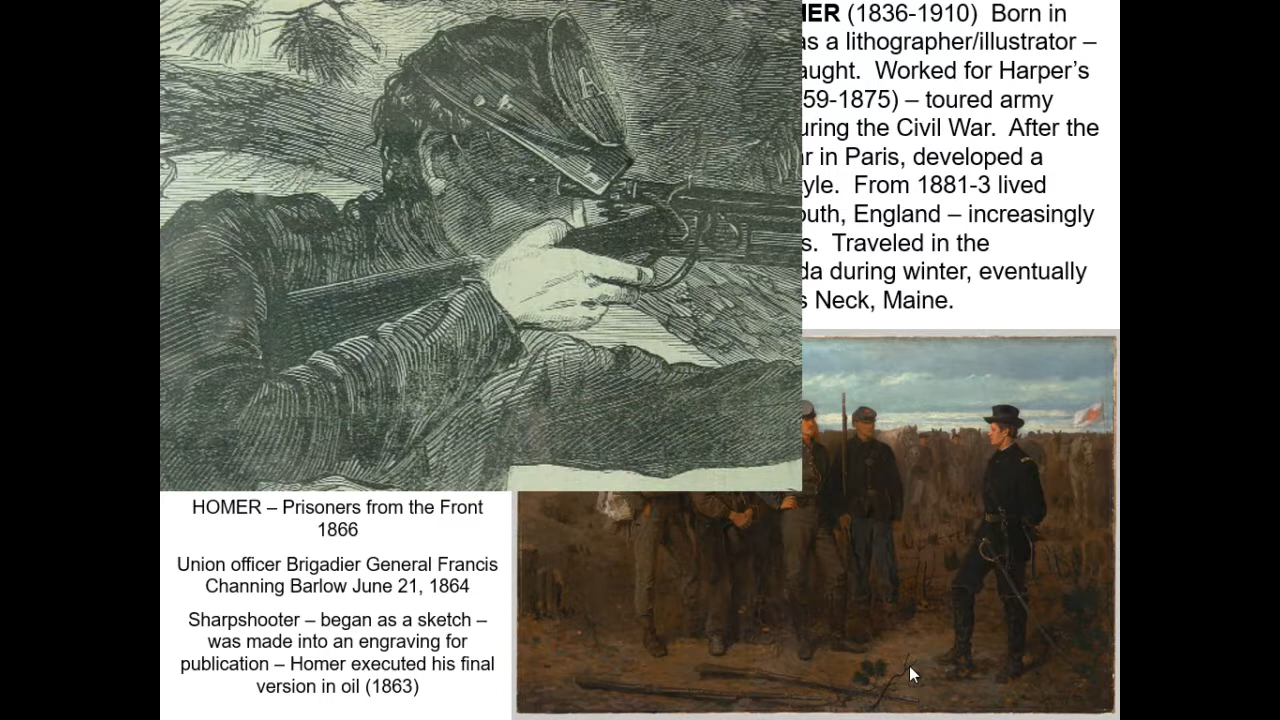 ER (1836-1910) Born in
as a lithographer/illustrator –
aught. Worked for Harper's
59-1875) – toured army
uring the Civil War. After the
r in Paris, developed a
yle. From 1881-3 lived
outh, England – increasingly
s. Traveled in the
da during winter, eventually
s Neck, Maine.
HOMER – Prisoners from the Front
1866
Union officer Brigadier General Francis
Channing Barlow June 21, 1864
Sharpshooter – began as a sketch –
was made into an engraving for
publication – Homer executed his final
version in oil (1863)